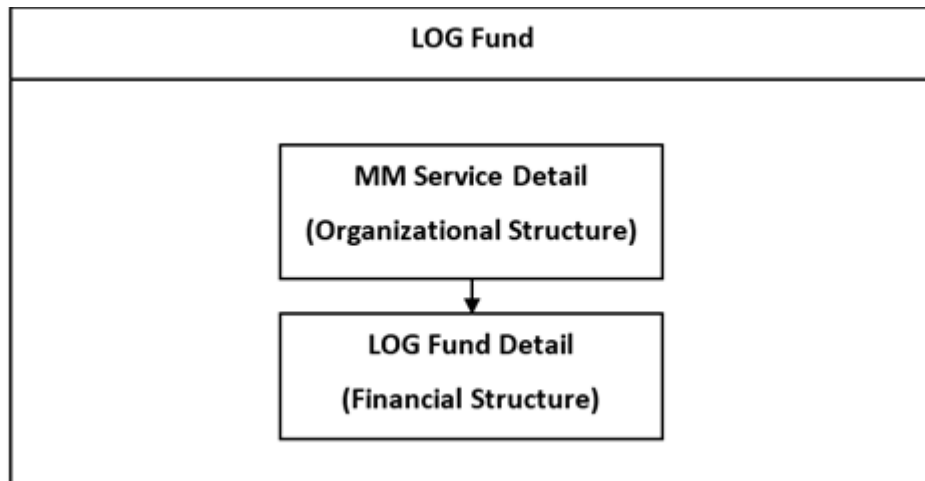 LOG Fund
MM Service Detail
(Organizational Structure)
LOG Fund Detail
(Financial Structure)